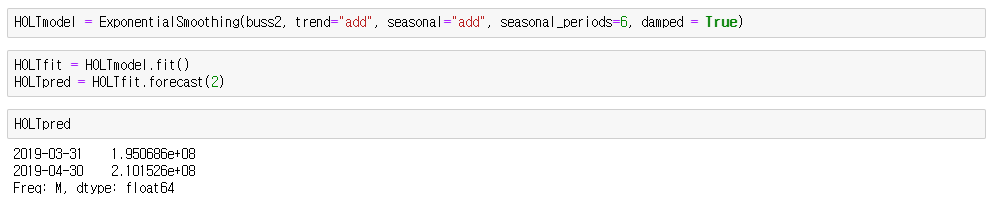 HOLTmodel = ExponentialSmoothing(buss2, trend="add", seasonal="add", seasonal_periods=6, damped = True)
HOLTfit = HOLTmodel.fit()
HOLTpred = HOLTfit.forecast(2)
HOLTpred
2019-03-31    1.950686e+08
2019-04-30    2.101526e+08
Freq: M, dtype: float64